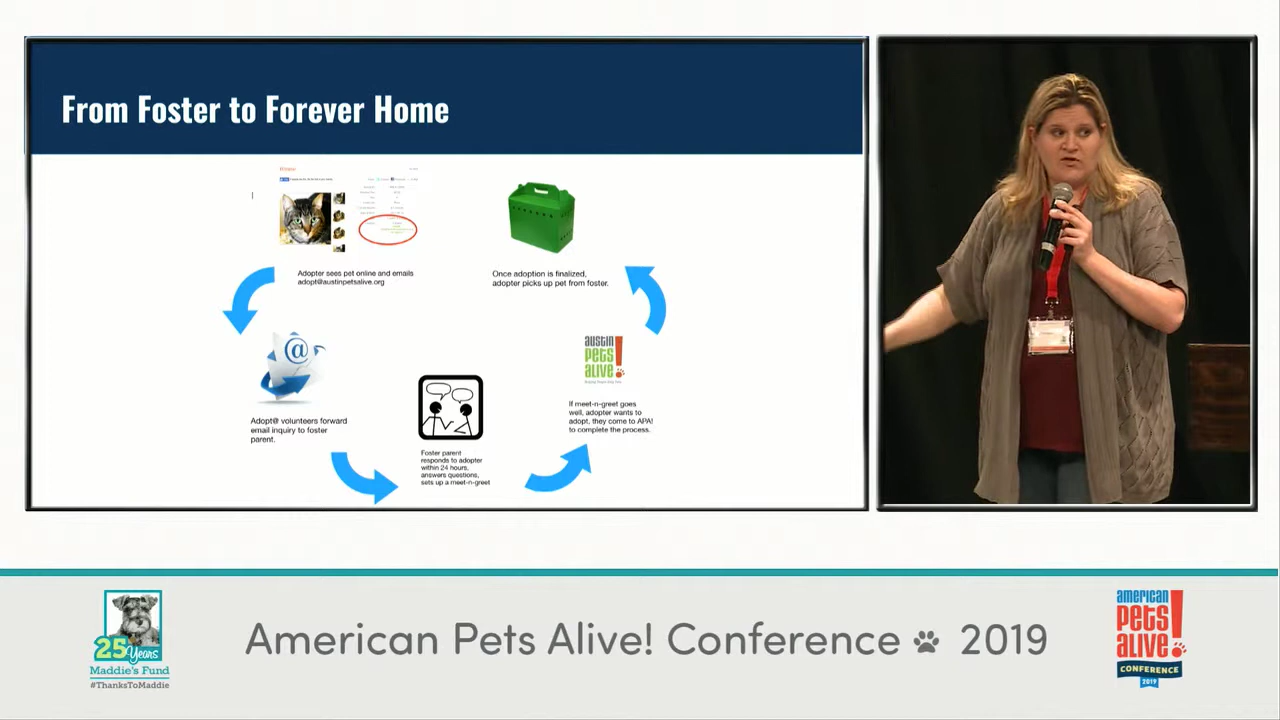 From Foster to Forever Home
Adopter sees pet online and emails
adopt@austinpetsalive.org
Once adoption is finalized,
adopter picks up pet from foster.
@
Adopt@ volunteers forward
email inquiry to foster
parent.
Foster parent
responds to adopter
within 24 hours,
answers questions,
sets up a meet-n-greet
austin
pets
alive!
If meet-n-greet goes
well, adopter wants to
adopt, they come to APA!
to complete the process.
25 Years
Maddie's Fund
#ThanksToMaddie
American Pets Alive! Conference 2019
american
pets
alive!
CONFERENCE
2019